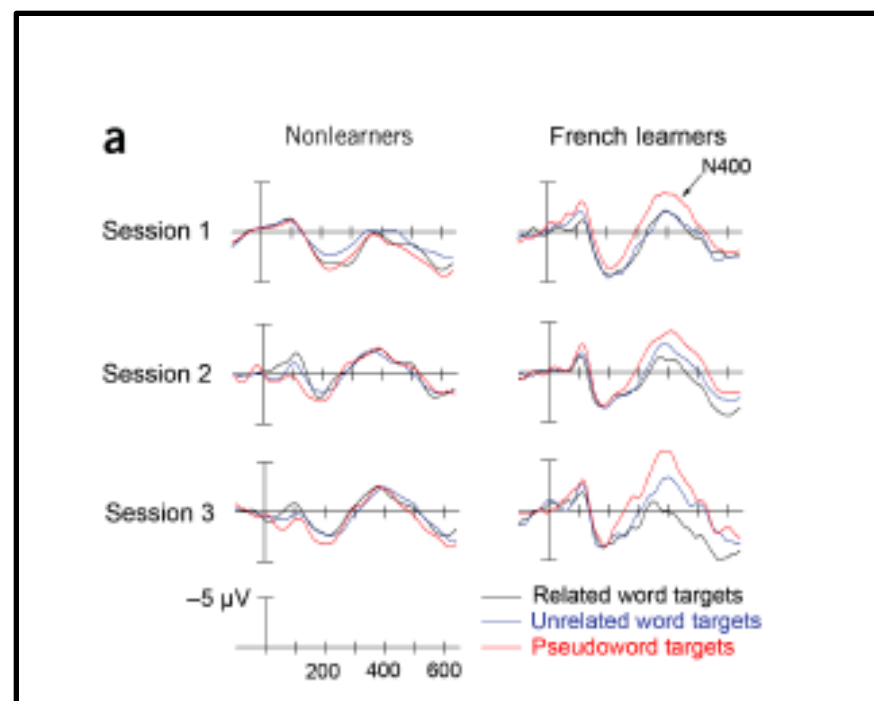 a
Nonlearners
French learners
N400
Session 1
Session 2
Session 3
–5 µV
200 400 600
Related word targets
Unrelated word targets
Pseudoword targets